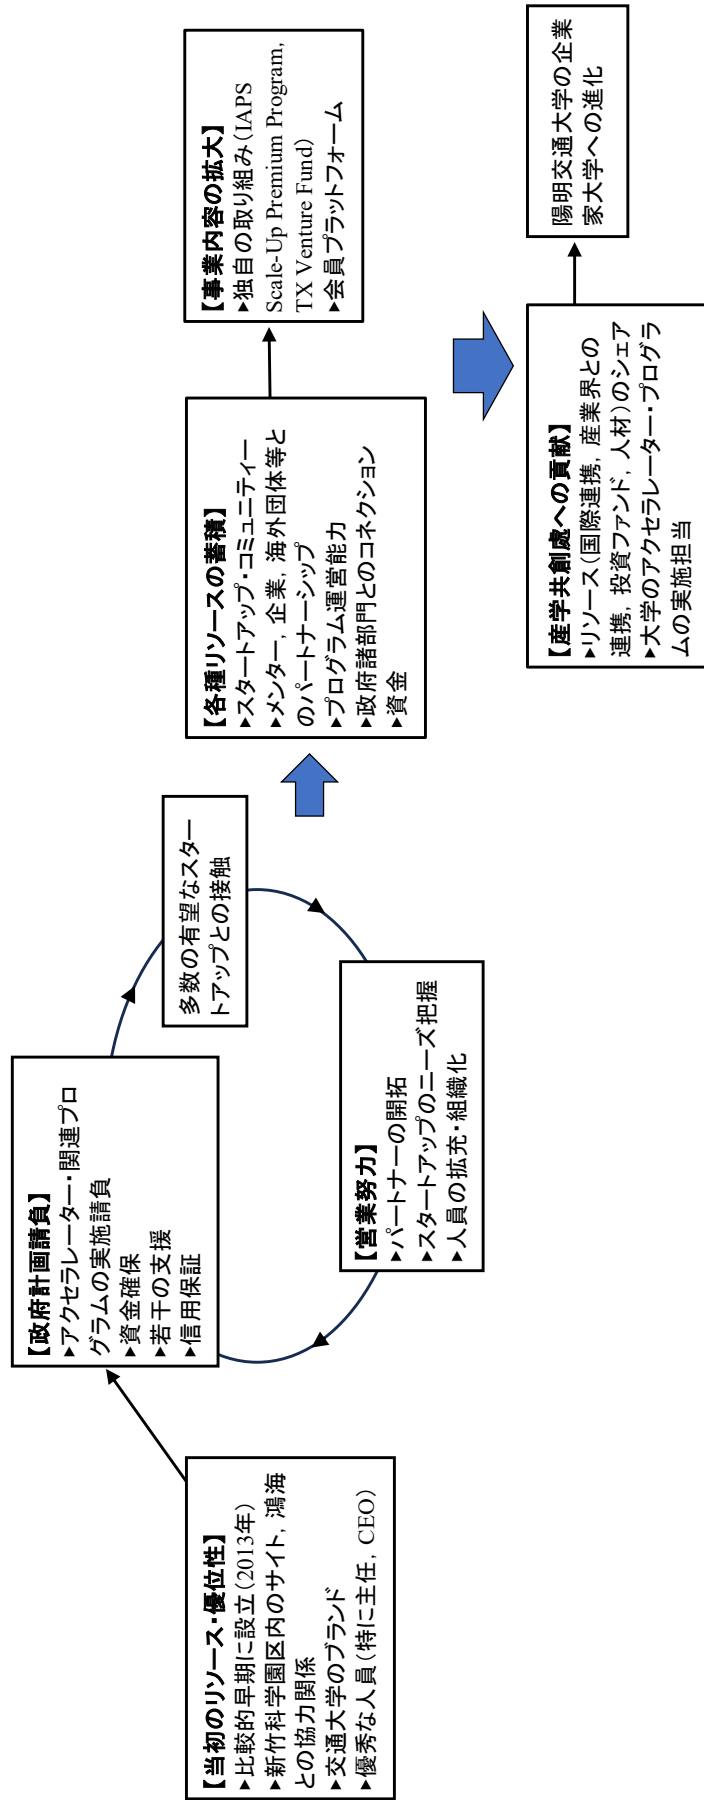 【当初のリソース・優位性】
▸比較的早期に設立（2013年）
▸新竹科学園区内のサイト，鴻海
との協力関係
▸交通大学のブランド
▸優秀な人員（特に主任，CEO）
【政府計画請負】
▸アクセラレーター・関連プロ
グラムの実施請負
▸資金確保
▸若干の支援
▸信用保証
多数の有望なスター
トアップとの接触
【営業努力】
▸パートナーの開拓
▸スタートアップのニーズ把握
▸人員の拡充・組織化
【各種リソースの蓄積】
▸スタートアップ・コミュニティー
▸メンター，企業，海外団体等と
のパートナーシップ
▸プログラム運営能力
▸政府諸部門とのコネクション
▸資金
【事業内容の拡大】
▸独自の取り組み（IAPS
Scale-Up Premium Program,
TX Venture Fund）
▸会員プラットフォーム
【産学共創處への貢献】
▸リソース（国際連携，産業界との
連携，投資ファンド，人材）のシェア
▸大学のアクセラレーター・プログラ
ムの実施担当
陽明交通大学の企業
家大学への進化